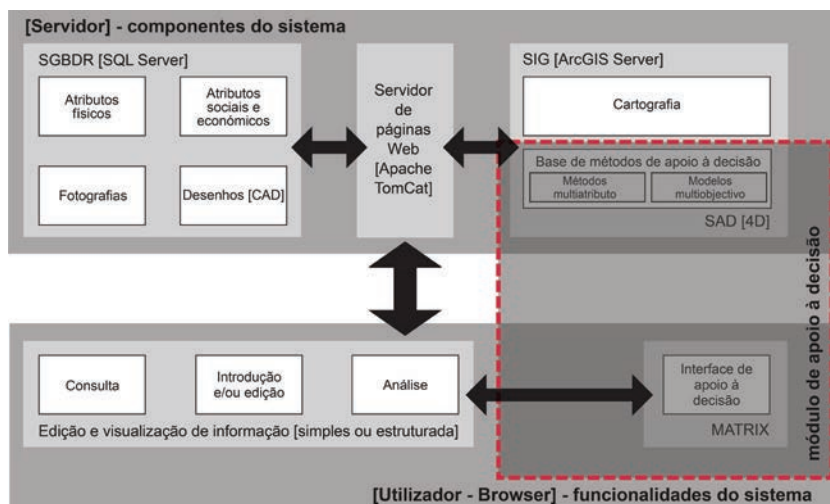 [Servidor] - componentes do sistema
SGBDR [SQL Server]
Atributos
físicos
Atributos
sociais e
económicos
Fotografias
Desenhos [CAD]
Servidor
de
páginas
Web
[Apache
TomCat]
SIG [ArcGIS Server]
Cartografia
Base de métodos de apoio à decisão
Métodos
multiatributo
Modelos
multiobjectivo
SAD [4D]
módulo de apoio à decisão
Consulta
Introdução
e/ou edição
Análise
Edição e visualização de informação [simples ou estruturada]
Interface de
apoio à
decisão
MATRIX
[Utilizador - Browser] - funcionalidades do sistema